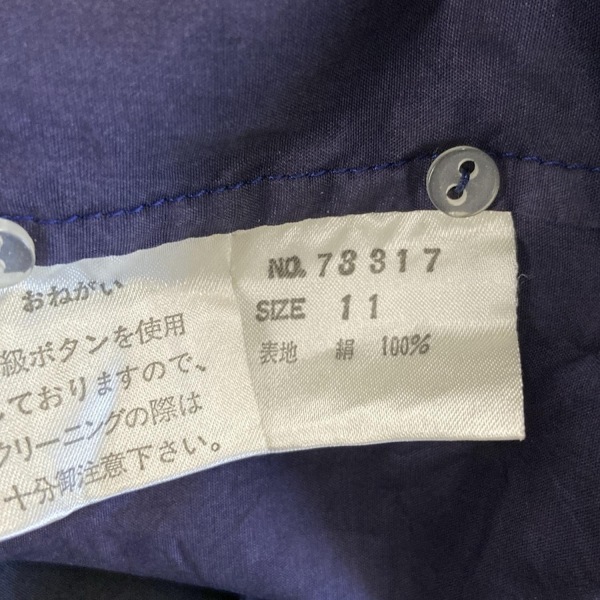 おねがい
級ボタンを使用
しておりますので、
クリーニングの際は
十分御注意下さい。
NO. 73317
SIZE 11
表地 絹 100%